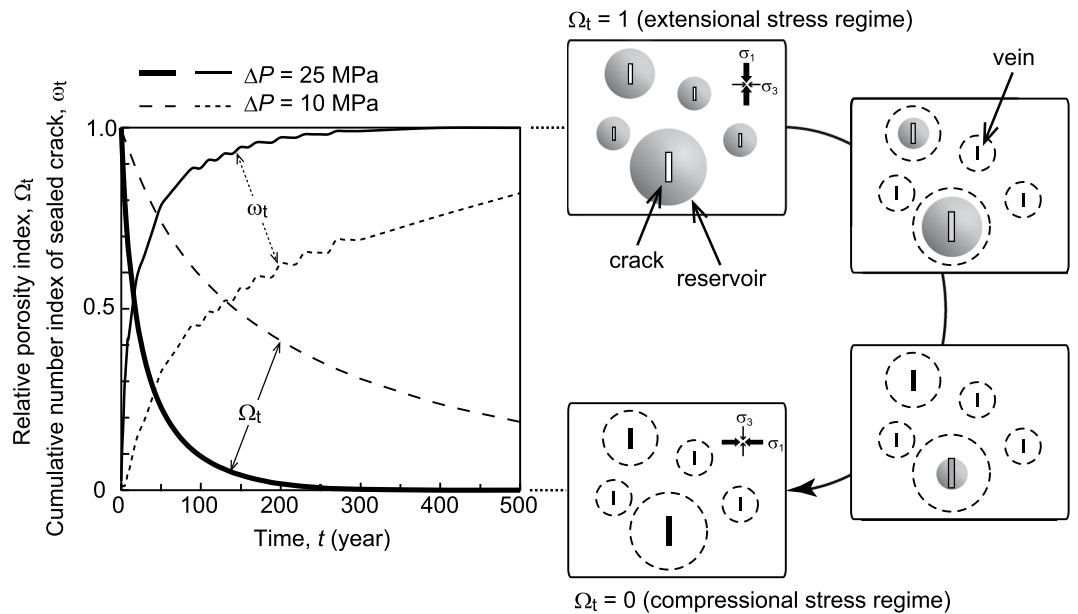 ΔP = 25 MPa
ΔP = 10 MPa
Relative porosity index, Ωt
Cumulative number index of sealed crack, ωt
1.0
0.5
0
0
100
200
300
400
500
Time, t (year)
ωt
Ωt
Ωt = 1 (extensional stress regime)
σ1
σ3
crack
reservoir
vein
σ3
σ1
Ωt = 0 (compressional stress regime)